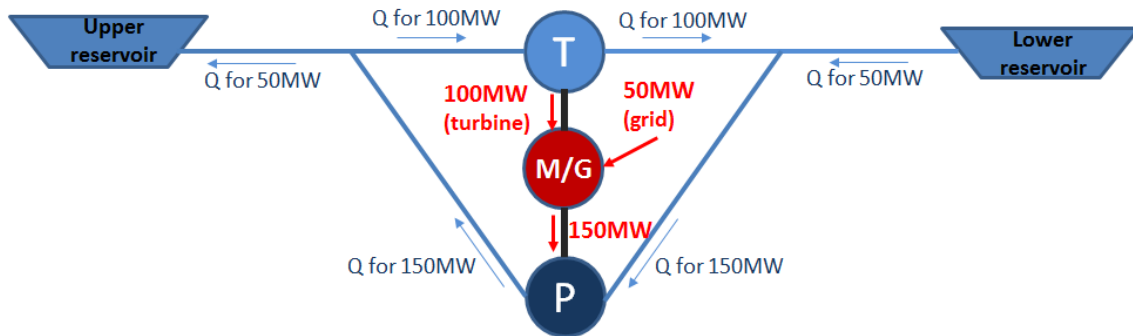 Upper
reservoir
Q for 100MW
Q for 50MW
T
Q for 100MW
Q for 50MW
Lower
reservoir
100MW
(turbine)
50MW
(grid)
M/G
150MW
Q for 150MW
P
Q for 150MW